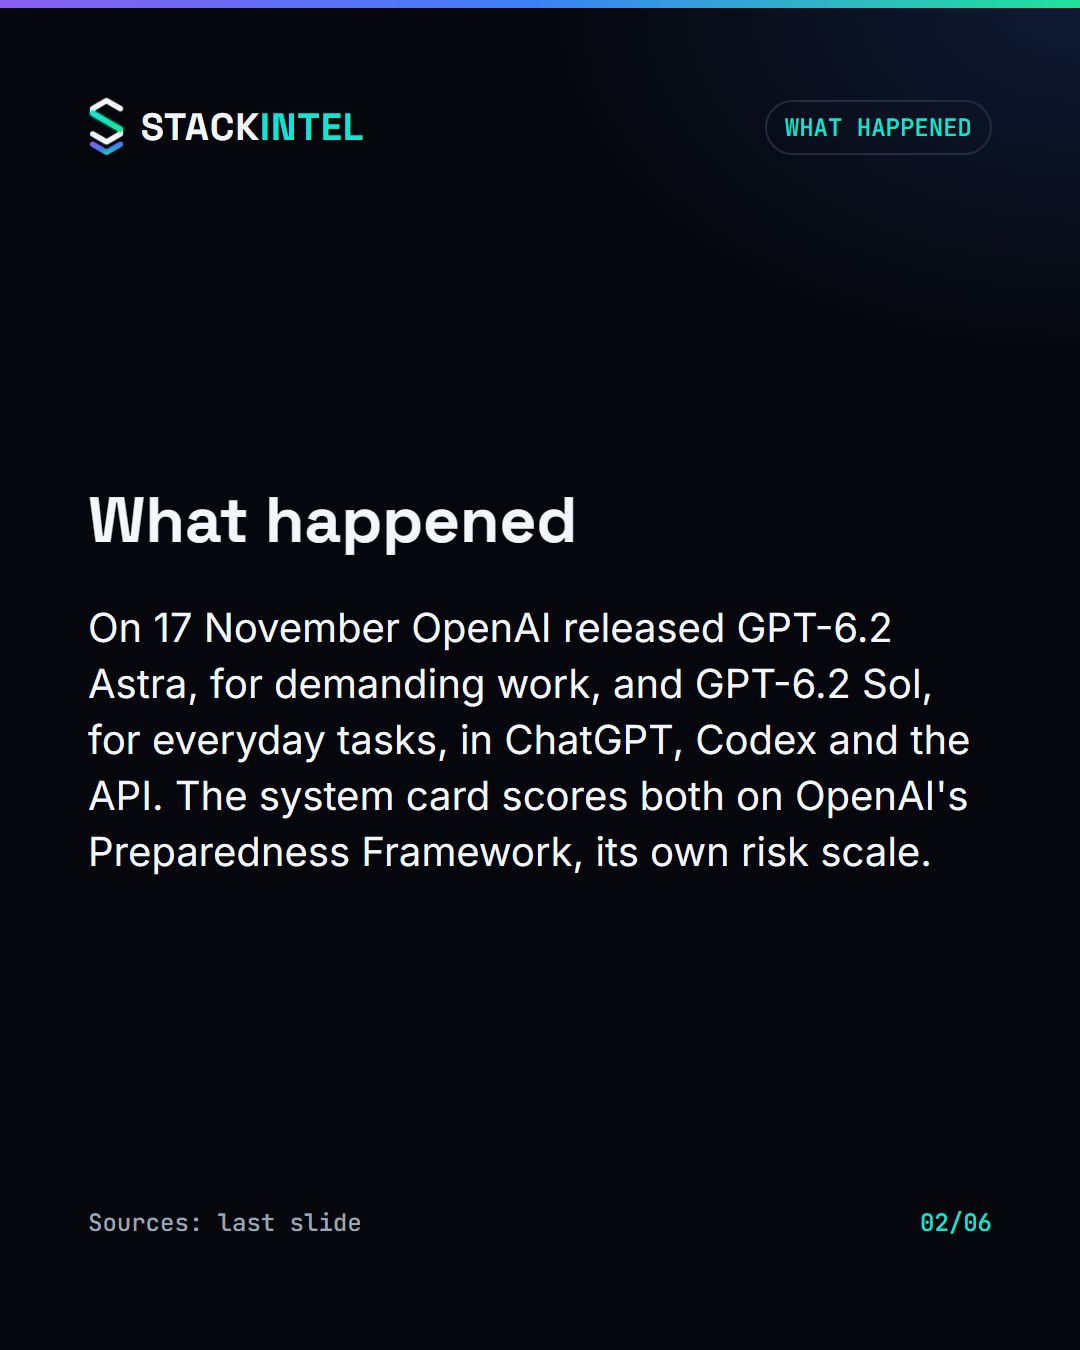 STACKINTEL
WHAT HAPPENED
What happened
On 17 November OpenAI released GPT-6.2
Astra, for demanding work, and GPT-6.2 Sol,
for everyday tasks, in ChatGPT, Codex and the
API. The system card scores both on OpenAI's
Preparedness Framework, its own risk scale.
Sources: last slide
02/06